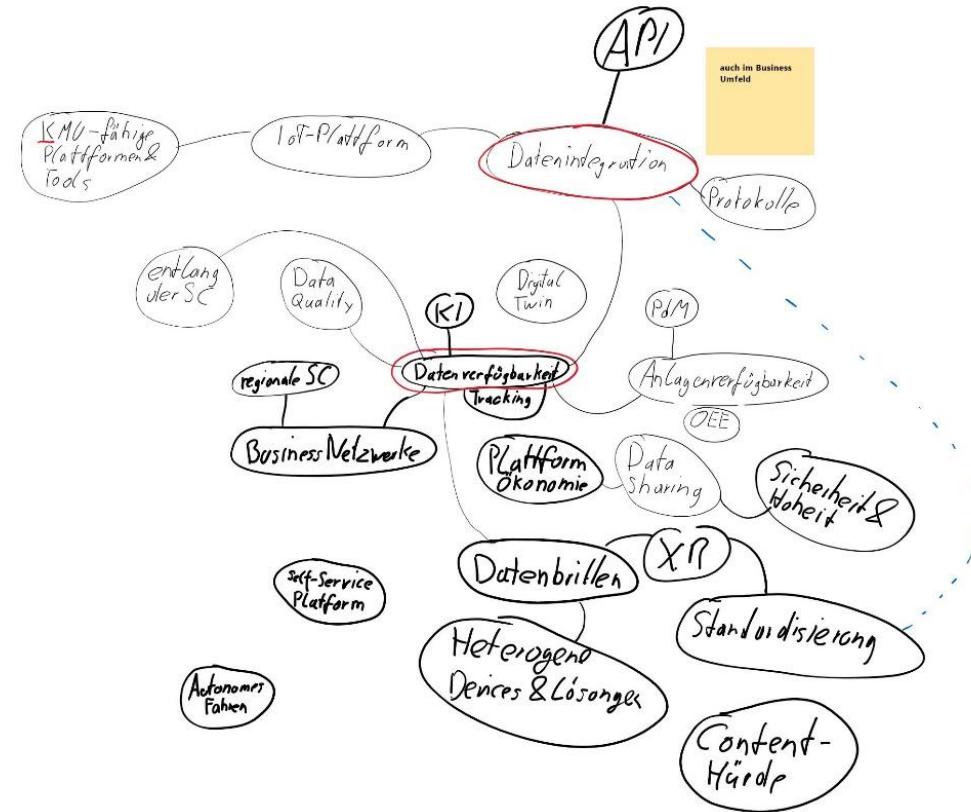 API
auch im Business
Umfeld
KMU-fähige
Plattformen &
Tools
IoT-Plattform
Datenintegration
Protokolle
entlang
der SC
Data
Quality
Digital
Twin
KI
PdM
regionale SC
Datenverfügbarkeit
Tracking
Anlagenverfügbarkeit
OEE
Business Netzwerke
Plattform
Ökonomie
Data
Sharing
Sicherheit &
Hoheit
XR
Datenbrillen
Self-Service
Platform
Standardisierung
Heterogene
Devices & Lösungen
Autonomes
Fahren
Content-
Hürde